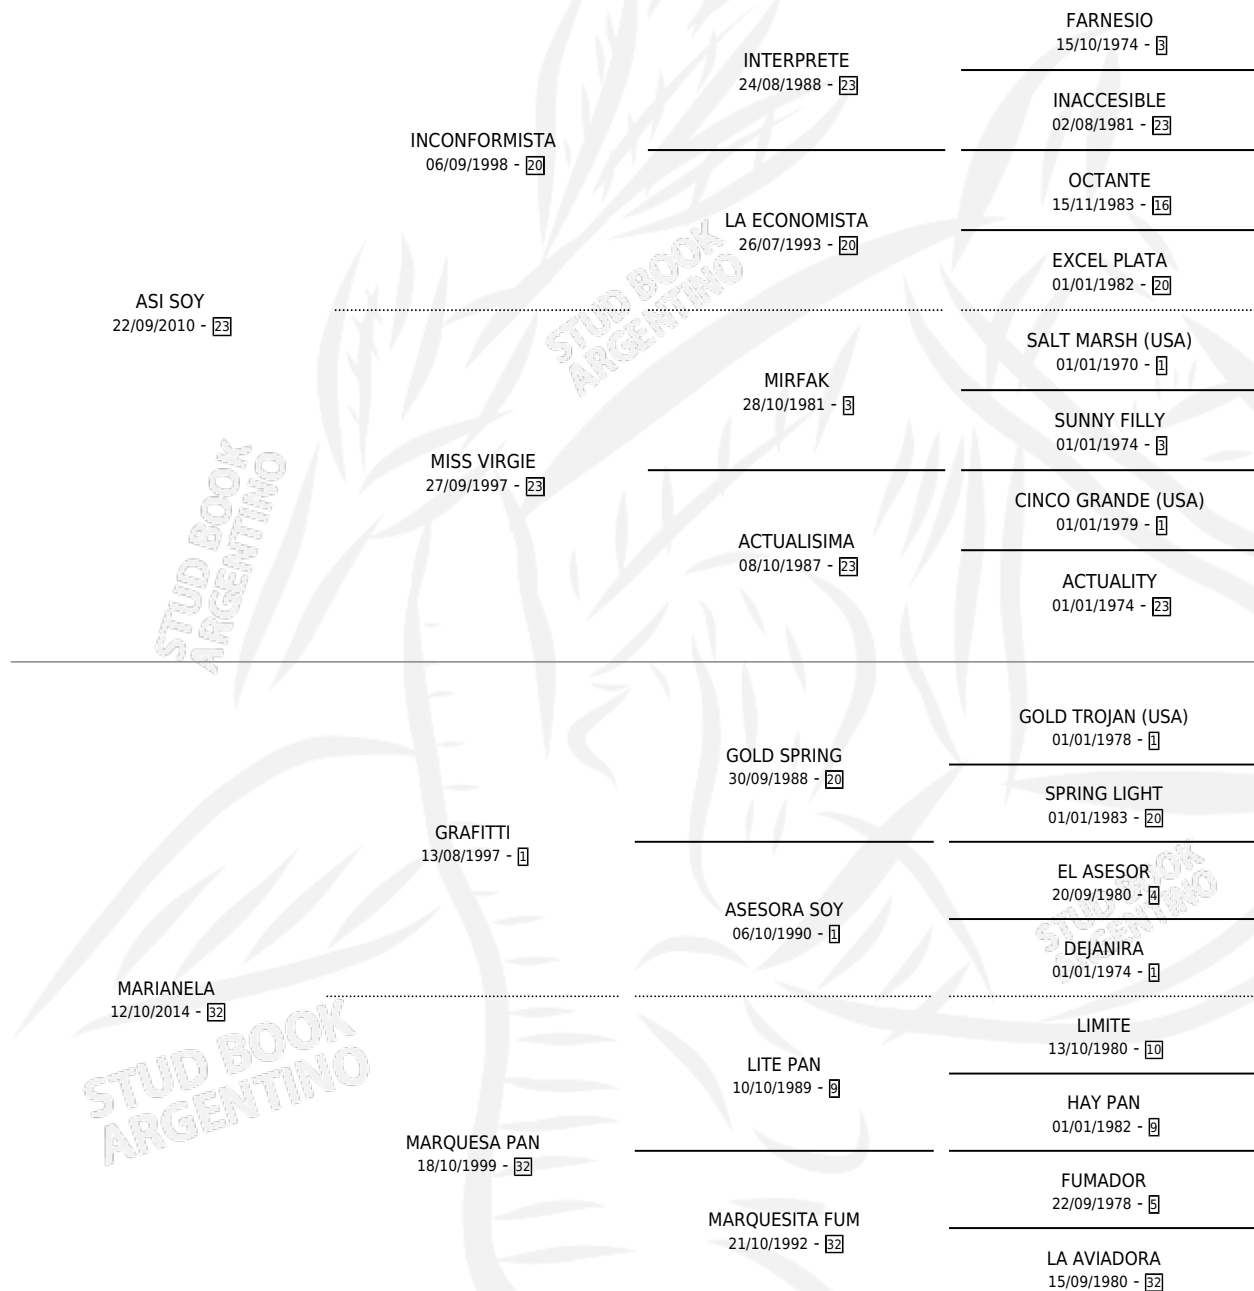 FARNESIO
15/10/1974 - 3
INTERPRETE
24/08/1988 - 23
INACCESIBLE
02/08/1981 - 23
INCONFORMISTA
06/09/1998 - 20
OCTANTE
15/11/1983 - 16
LA ECONOMISTA
26/07/1993 - 20
EXCEL PLATA
01/01/1982 - 20
ASI SOY
22/09/2010 - 23
SALT MARSH (USA)
01/01/1970 - 1
MIRFAK
28/10/1981 - 3
SUNNY FILLY
01/01/1974 - 3
MISS VIRGIE
27/09/1997 - 23
CINCO GRANDE (USA)
01/01/1979 - 1
ACTUALISIMA
08/10/1987 - 23
ACTUALITY
01/01/1974 - 23
GOLD TROJAN (USA)
01/01/1978 - 1
GOLD SPRING
30/09/1988 - 20
SPRING LIGHT
01/01/1983 - 20
GRAFITTI
13/08/1997 - 1
EL ASESOR
20/09/1980 - 4
ASESORA SOY
06/10/1990 - 1
DEJANIRA
01/01/1974 - 1
MARIANELA
12/10/2014 - 32
LIMITE
13/10/1980 - 10
LITE PAN
10/10/1989 - 9
HAY PAN
01/01/1982 - 9
MARQUESA PAN
18/10/1999 - 32
FUMADOR
22/09/1978 - 5
MARQUESITA FUM
21/10/1992 - 32
LA AVIADORA
15/09/1980 - 32
STUD BOOK
ARGENTINO
STUD BOOK
ARGENTINO
STUD BOOK
ARGENTINO
STUD BOOK
ARGENTINO